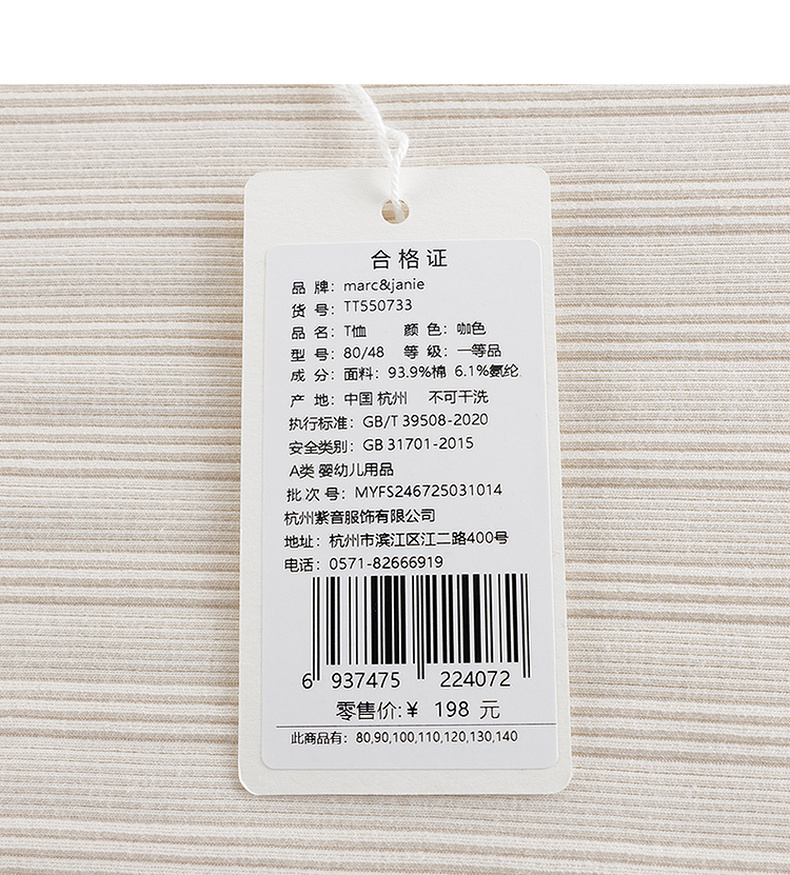 合格证
品 牌：marc&janie
货 号：TT550733
品 名：T恤 颜 色：咖色
型 号：80/48 等 级：一等品
成 分：面料：93.9%棉 6.1%氨纶
产 地：中国 杭州 不可干洗
执行标准：GB/T 39508-2020
安全类别：GB 31701-2015
A类 婴幼儿用品
批 次 号：MYFS246725031014
杭州紫音服饰有限公司
地址：杭州市滨江区江二路400号
电话：0571-82666919
6 937475 224072
零售价:￥ 198 元
此商品有：80,90,100,110,120,130,140